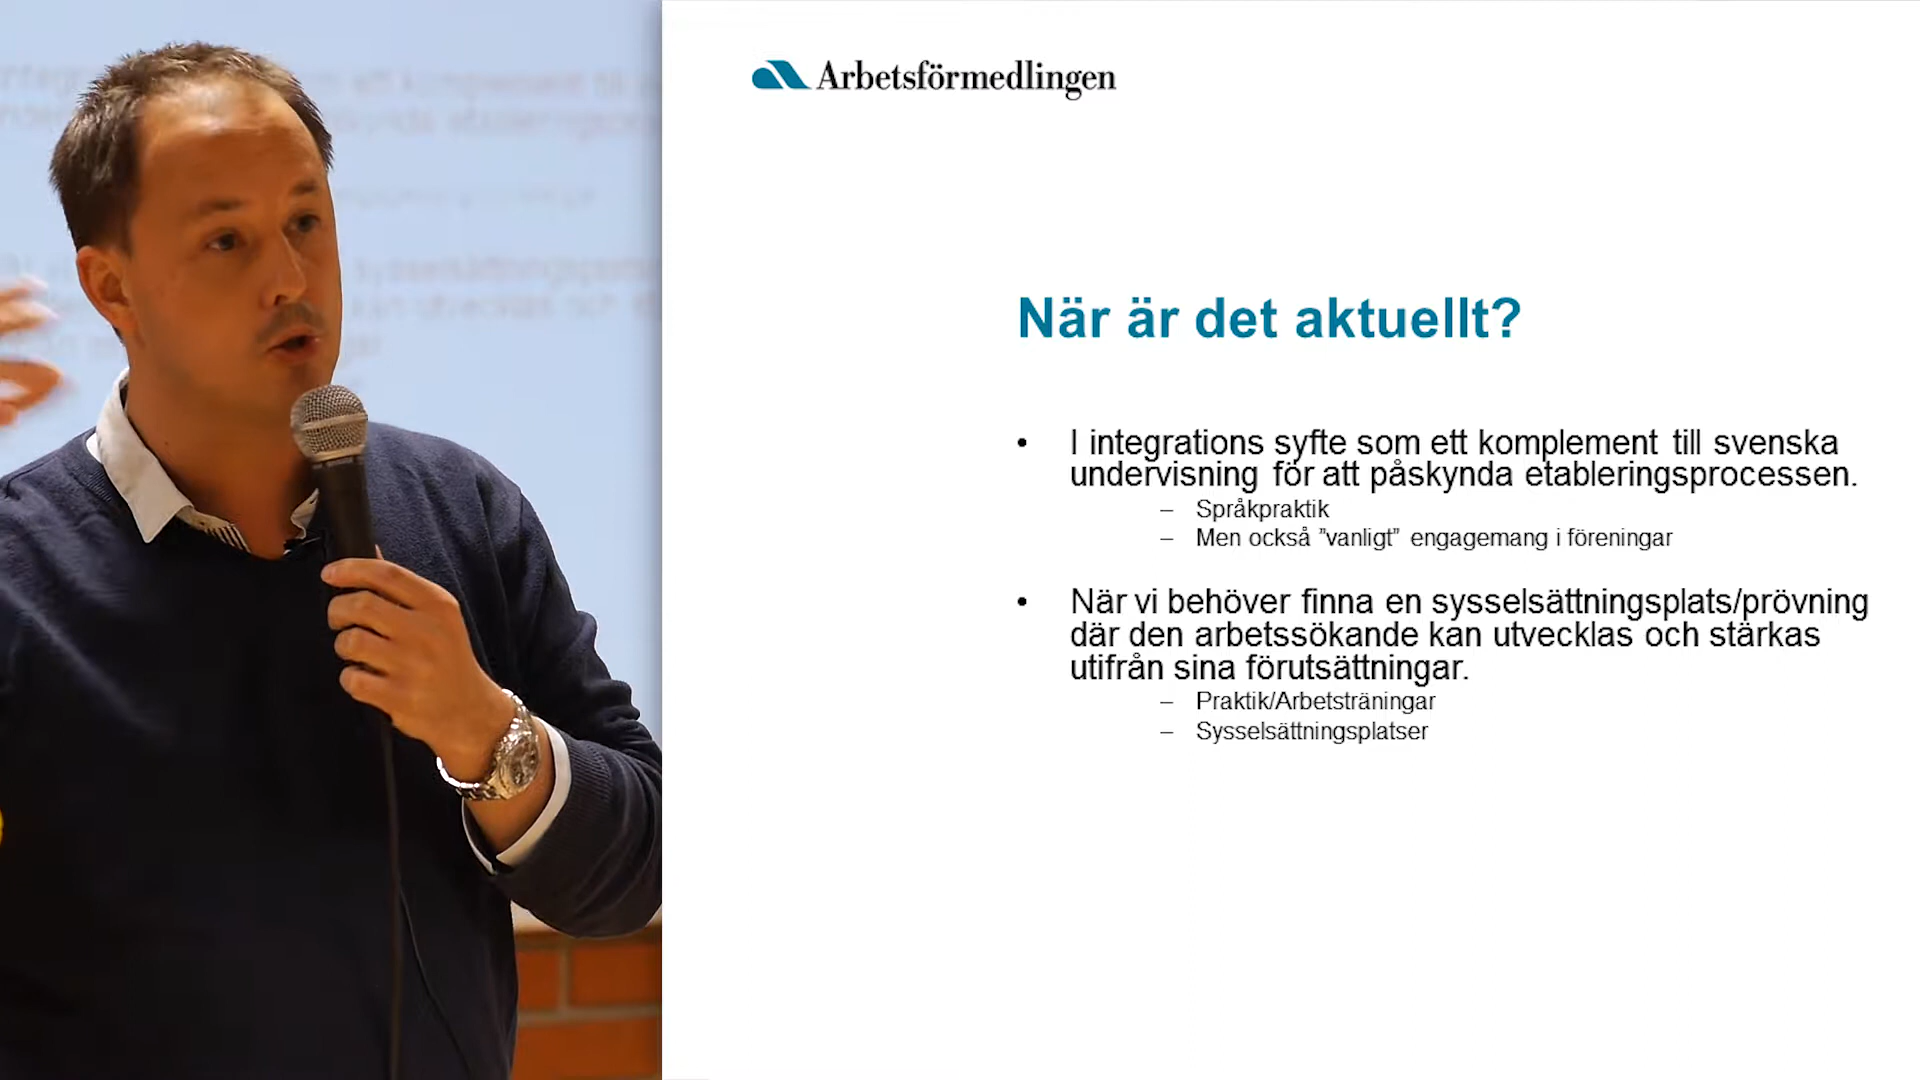 Arbetsförmedlingen
När är det aktuellt?
• I integrations syfte som ett komplement till svenska
undervisning för att påskynda etableringsprocessen.
– Språkpraktik
– Men också ”vanligt” engagemang i föreningar
• När vi behöver finna en sysselsättningsplats/prövning
där den arbetssökande kan utvecklas och stärkas
utifrån sina förutsättningar.
– Praktik/Arbetsträningar
– Sysselsättningsplatser